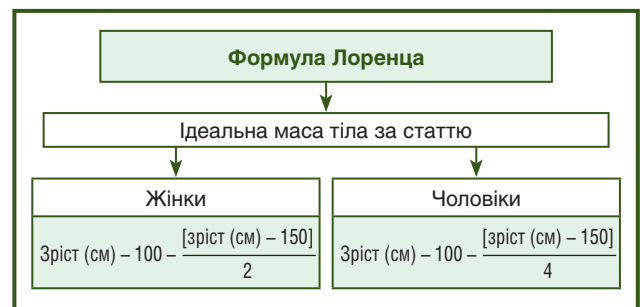 Формула Лоренца
Ідеальна маса тіла за статтю
Жінки
Зріст (см) – 100 – [зріст (см) – 150] / 2
Чоловіки
Зріст (см) – 100 – [зріст (см) – 150] / 4